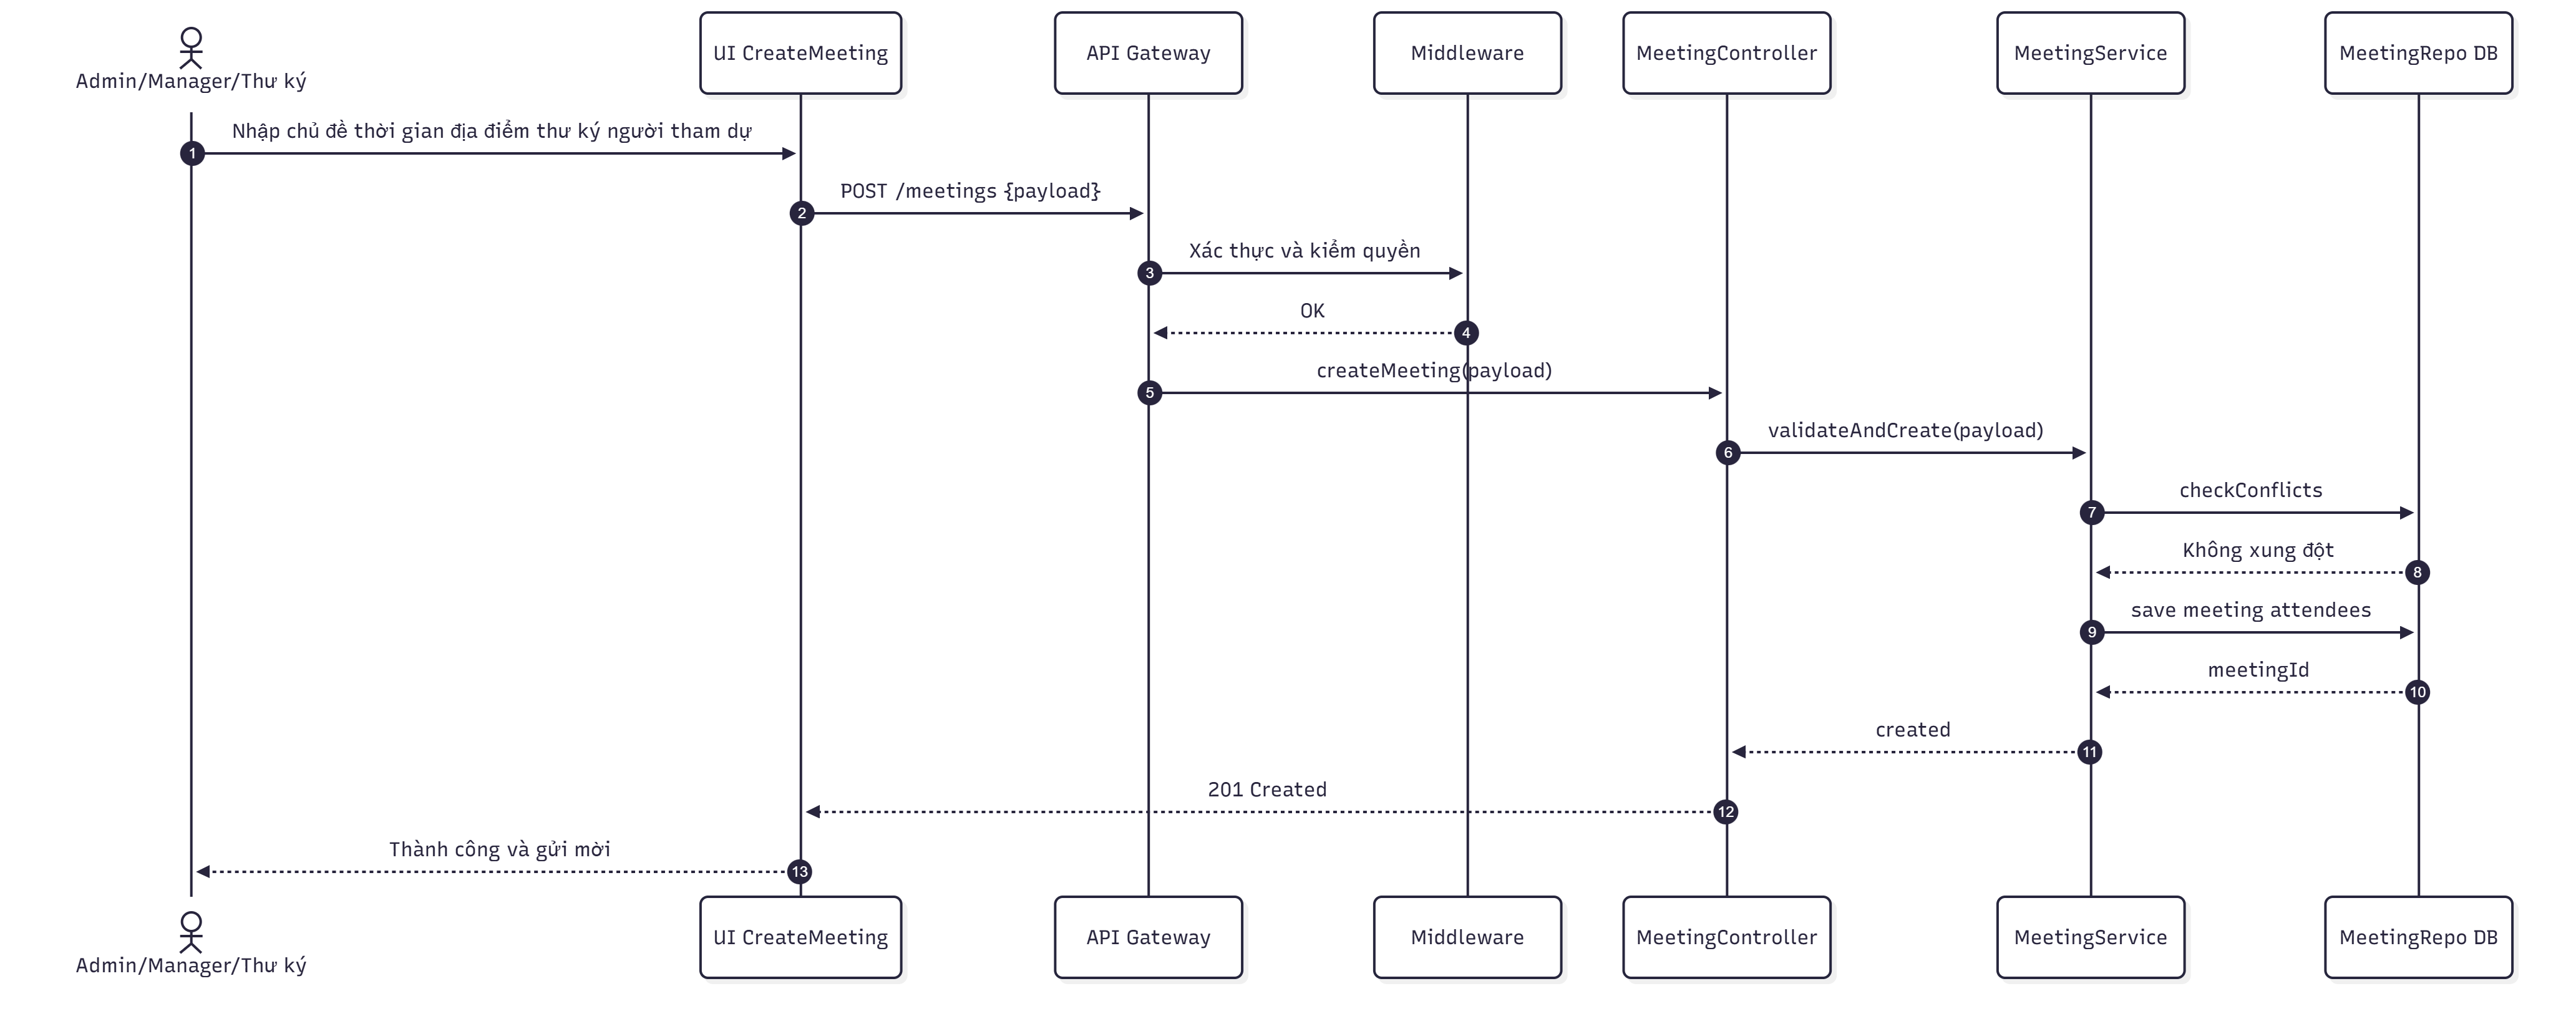 Admin/Manager/Thư ký
UI CreateMeeting
API Gateway
Middleware
MeetingController
MeetingService
MeetingRepo DB
Nhập chủ đề thời gian địa điểm thư ký người tham dự
1
POST /meetings {payload}
2
Xác thực và kiểm quyền
3
OK
4
createMeeting(payload)
5
validateAndCreate(payload)
6
checkConflicts
7
Không xung đột
8
save meeting attendees
9
meetingId
10
created
11
201 Created
12
Thành công và gửi mời
13
Admin/Manager/Thư ký
UI CreateMeeting
API Gateway
Middleware
MeetingController
MeetingService
MeetingRepo DB